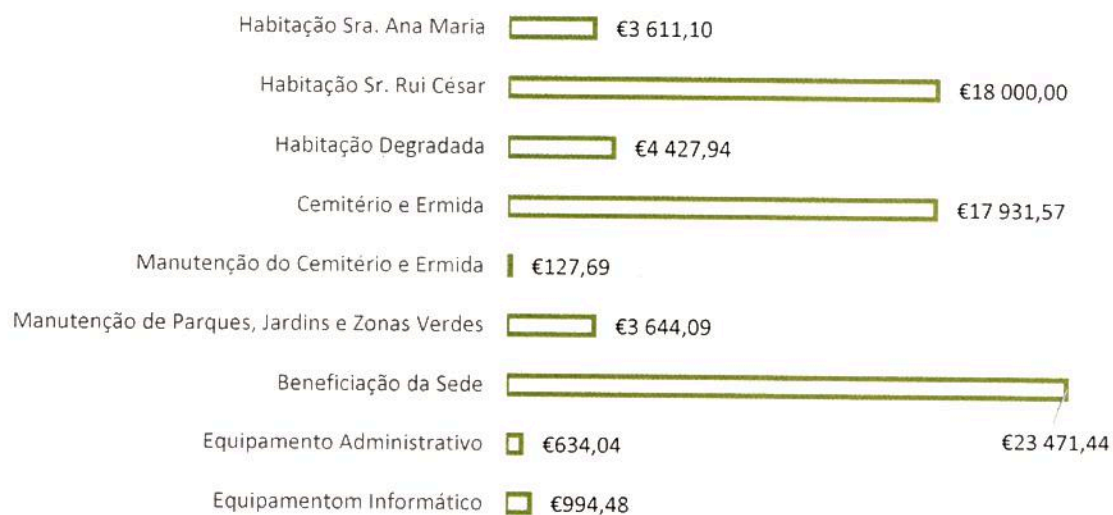 Habitação Sra. Ana Maria €3 611,10
Habitação Sr. Rui César €18 000,00
Habitação Degradada €4 427,94
Cemitério e Ermida €17 931,57
Manutenção do Cemitério e Ermida €127,69
Manutenção de Parques, Jardins e Zonas Verdes €3 644,09
Beneficiação da Sede
Equipamento Administrativo €634,04 €23 471,44
Equipamentom Informático €994,48